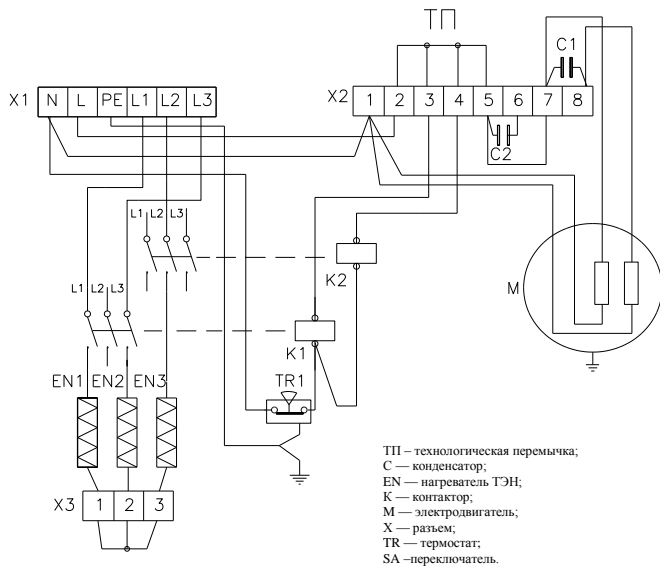 ТП
C1
X1 N L PE L1 L2 L3
X2 1 2 3 4 5 6 7 8
C2
L1 L2 L3
K2
M
L1 L2 L3
K1
TR1
EN1 EN2 EN3
X3 1 2 3
ТП – технологическая перемычка;
С — конденсатор;
EN — нагреватель ТЭН;
К — контактор;
М — электродвигатель;
X — разъем;
TR — термостат;
SA –переключатель.